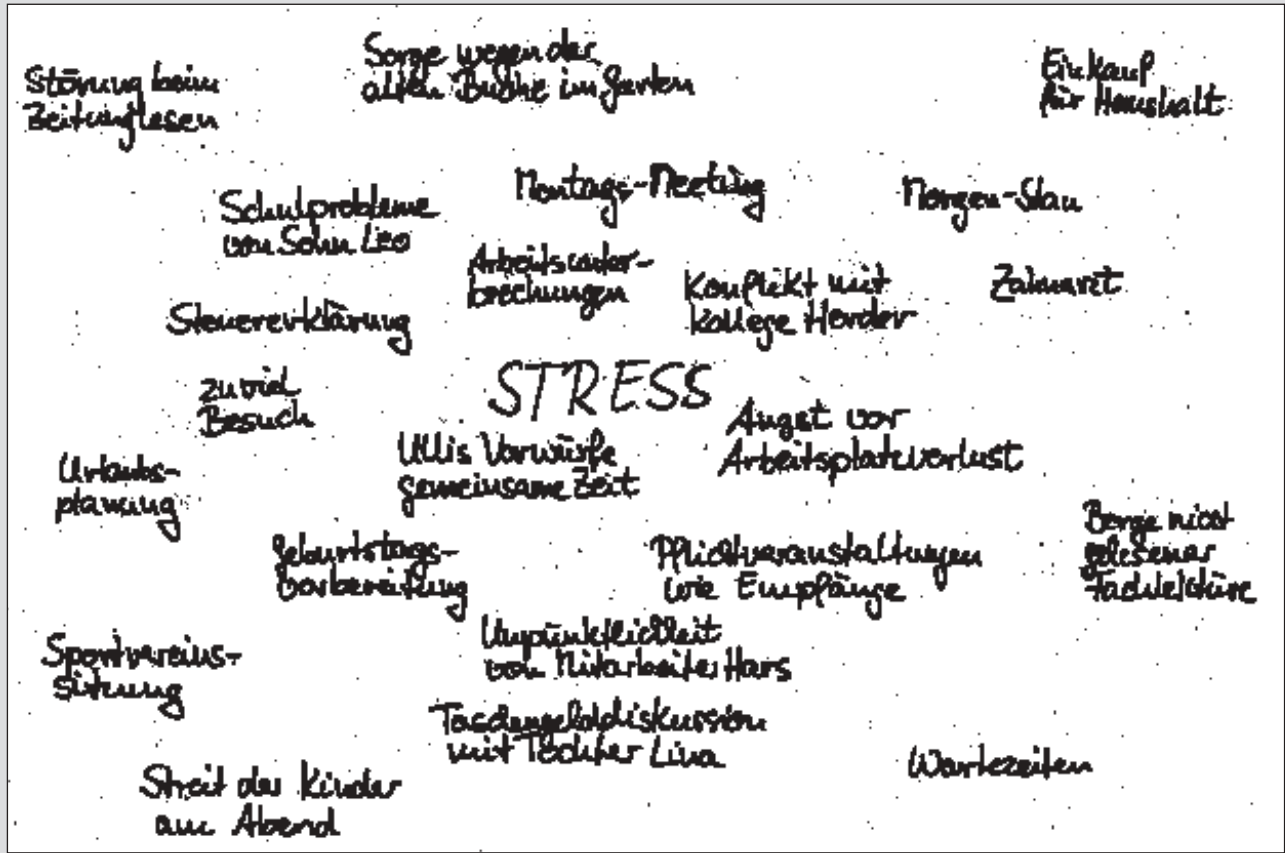 Störung beim
Zeitunglesen
Sorge wegen der
alten Buche im Garten
Einkauf
für Haushalt
Schulprobleme
von Sohn Leo
Montags-Meeting
Morgen-Stau
Arbeitsunter-
brechungen
Konflikt mit
Kollege Herder
Zahnarzt
Steuererklärung
zu viel
Besuch
STRESS
Ullis Vorwürfe
gemeinsame Zeit
Angst vor
Arbeitsplatzverlust
Urlaubs-
planung
Geburtstags-
vorbereitung
Pflichtveranstaltungen
wie Empfänge
Berge nicht
gelesener
Fachlektüre
Sportvereins-
sitzung
Unpünktlichkeit
von Mitarbeiter Hars
Taschengelddiskussion
mit Tochter Lina
Streit der Kinder
am Abend
Wartezeiten